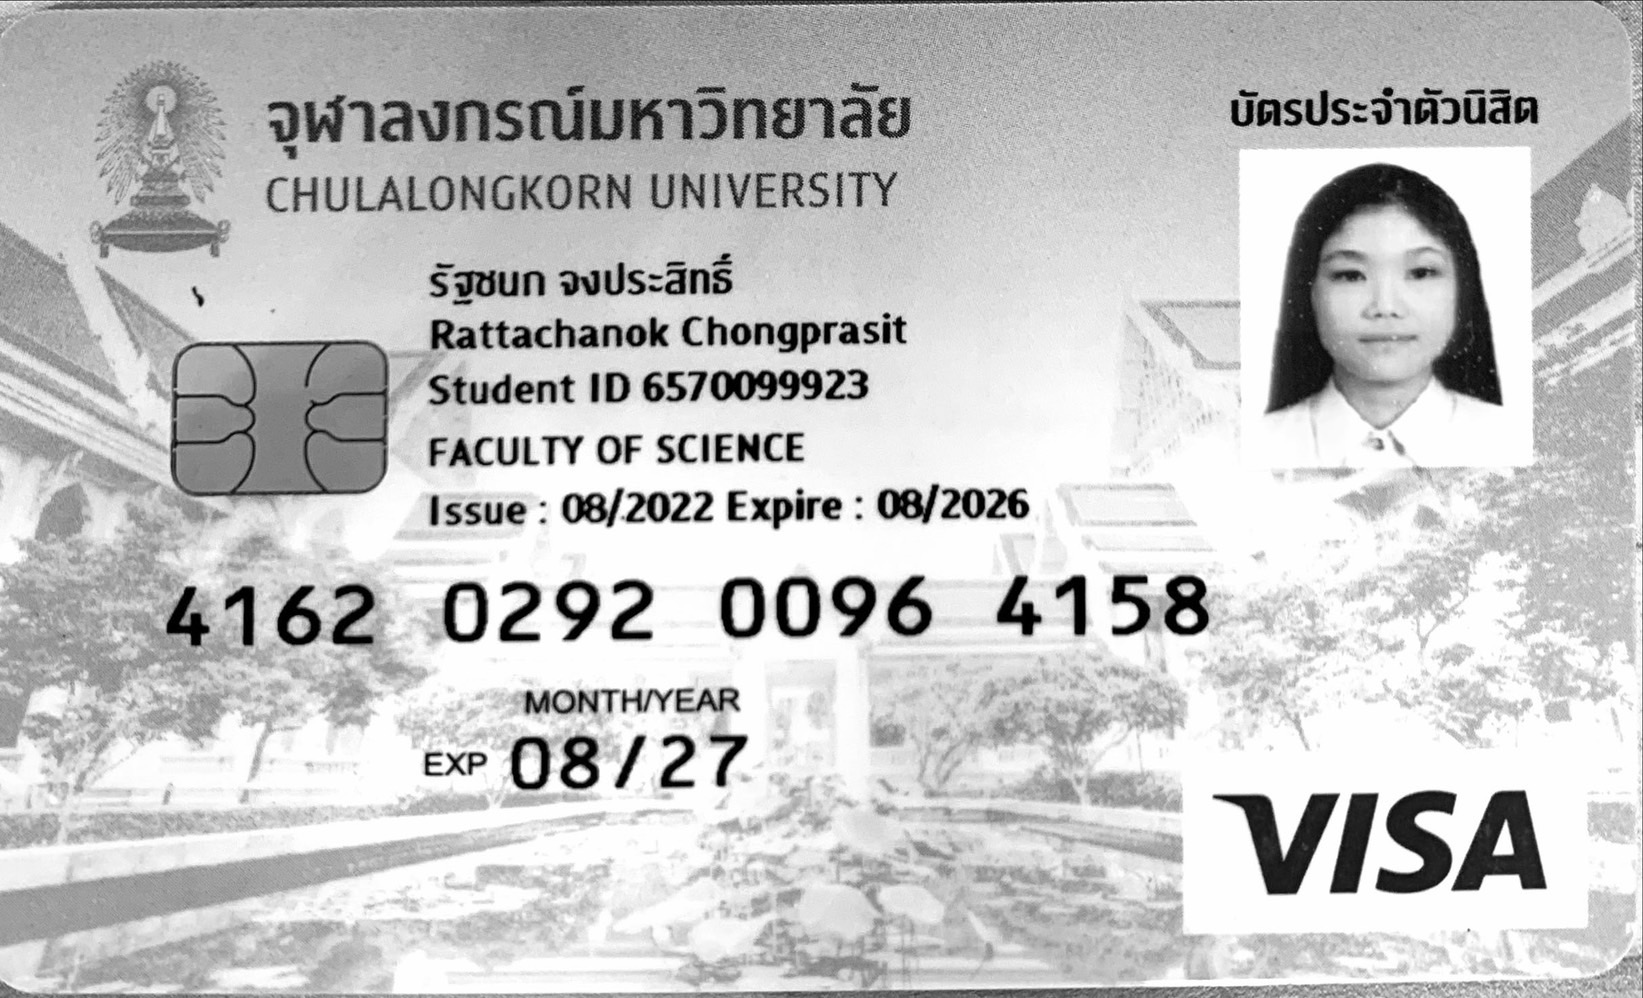 จุฬาลงกรณ์มหาวิทยาลัย
CHULALONGKORN UNIVERSITY
บัตรประจำตัวนิสิต
รัฐชนก จงประสิทธิ์
Rattachanok Chongprasit
Student ID 6570099923
FACULTY OF SCIENCE
Issue : 08/2022 Expire : 08/2026
4162 0292 0096 4158
MONTH/YEAR
EXP 08/27
VISA